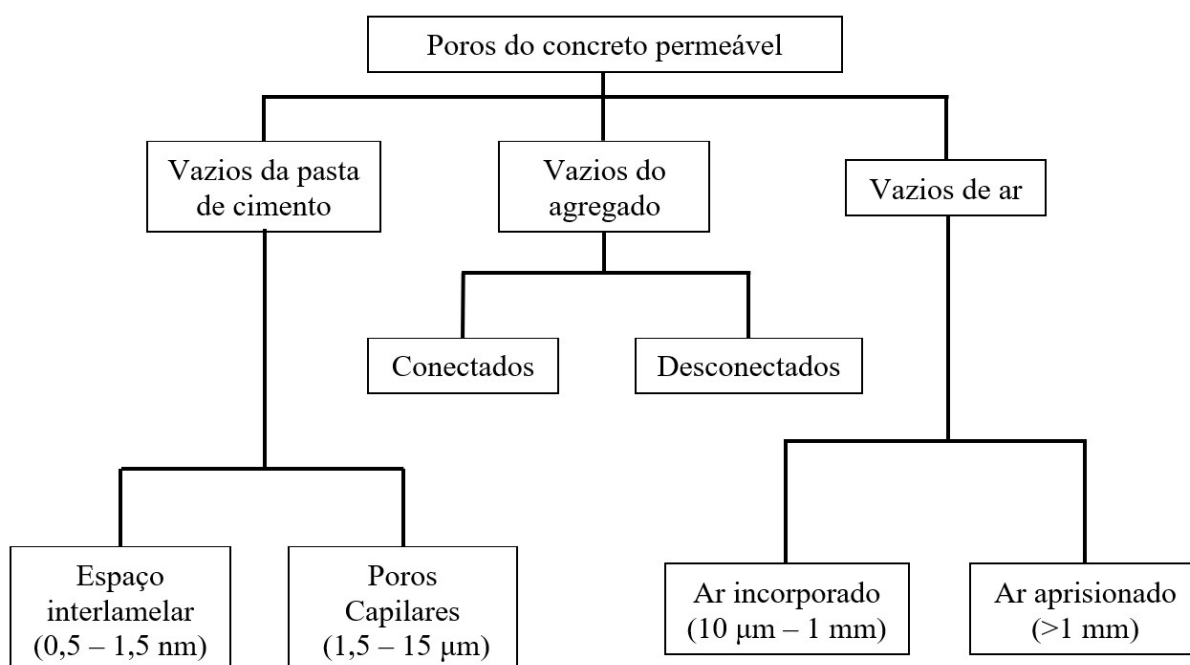 Poros do concreto permeável
Vazios da pasta
de cimento
Vazios do
agregado
Vazios de ar
Conectados
Desconectados
Espaço
interlamelar
(0,5 – 1,5 nm)
Poros
Capilares
(1,5 – 15 μm)
Ar incorporado
(10 μm – 1 mm)
Ar aprisionado
(>1 mm)